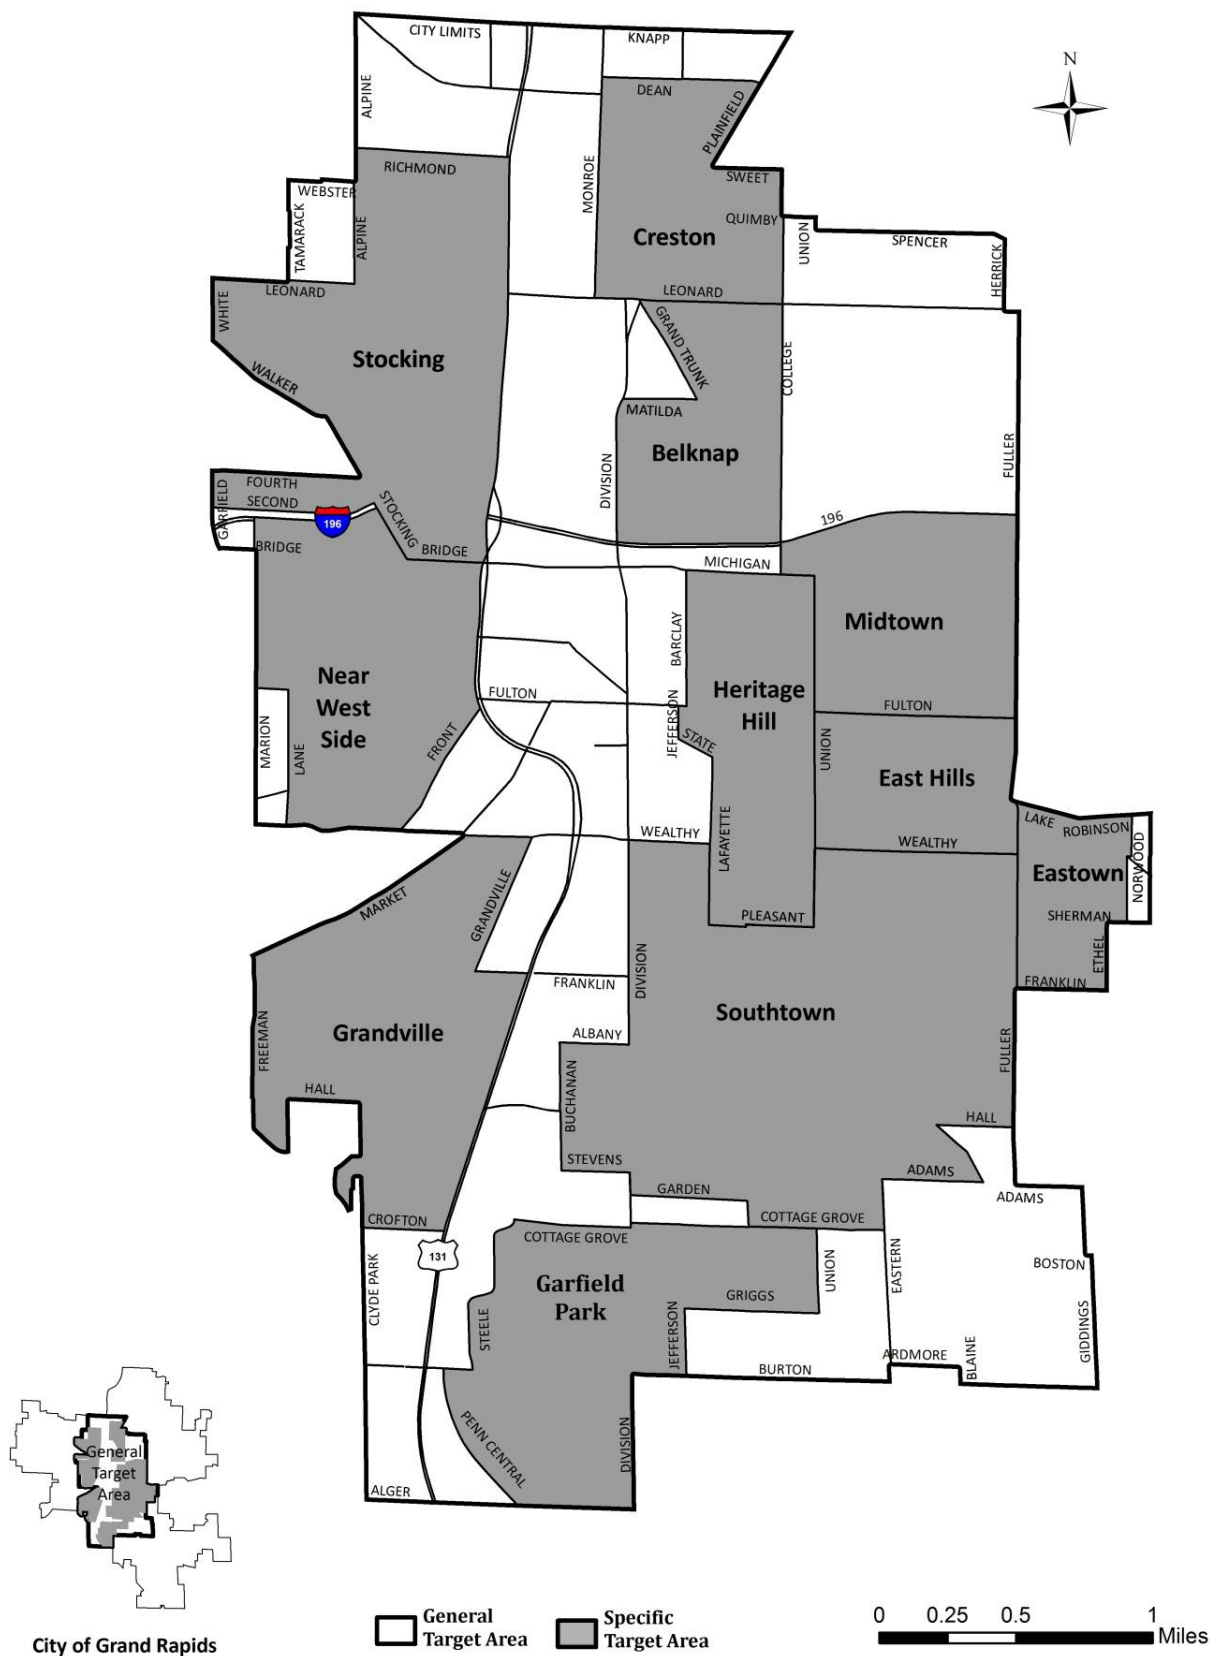 CITY LIMITS
KNAPP
N
ALPINE
DEAN
PLAINFIELD
RICHMOND
MONROE
SWEET
WEBSTER
TAMARACK
ALPINE
QUIMBY
UNION
SPENCER
HERRICK
Creston
LEONARD
LEONARD
WHITE
GRAND TRUNK
Stocking
WALKER
COLLEGE
MATILDA
Belknap
FULLER
DIVISION
FOURTH
SECOND
GARFIELD
STOCKING
196
196
BRIDGE
BRIDGE
MICHIGAN
Midtown
BARCLAY
Near
West
Side
Heritage
Hill
FULTON
JEFFERSON
FULTON
STATE
MARION
LANE
FRONT
UNION
East Hills
WEALTHY
LAFAYETTE
WEALTHY
LAKE
ROBINSON
NORWOOD
Eastown
MARKET
GRANDVILLE
PLEASANT
SHERMAN
ETHEL
DIVISION
FRANKLIN
FRANKLIN
Southtown
Grandville
ALBANY
FREEMAN
FULLER
HALL
BUCHANAN
HALL
STEVENS
ADAMS
GARDEN
ADAMS
CROFTON
COTTAGE GROVE
COTTAGE GROVE
131
CLYDE PARK
Garfield
Park
UNION
EASTERN
BOSTON
GRIGGS
STEELE
JEFFERSON
GIDDINGS
BURTON
ARDMORE
BLAINE
PENN CENTRAL
DIVISION
ALGER
General
Target
Area
City of Grand Rapids
General
Target Area
Specific
Target Area
0 0.25 0.5 1
Miles